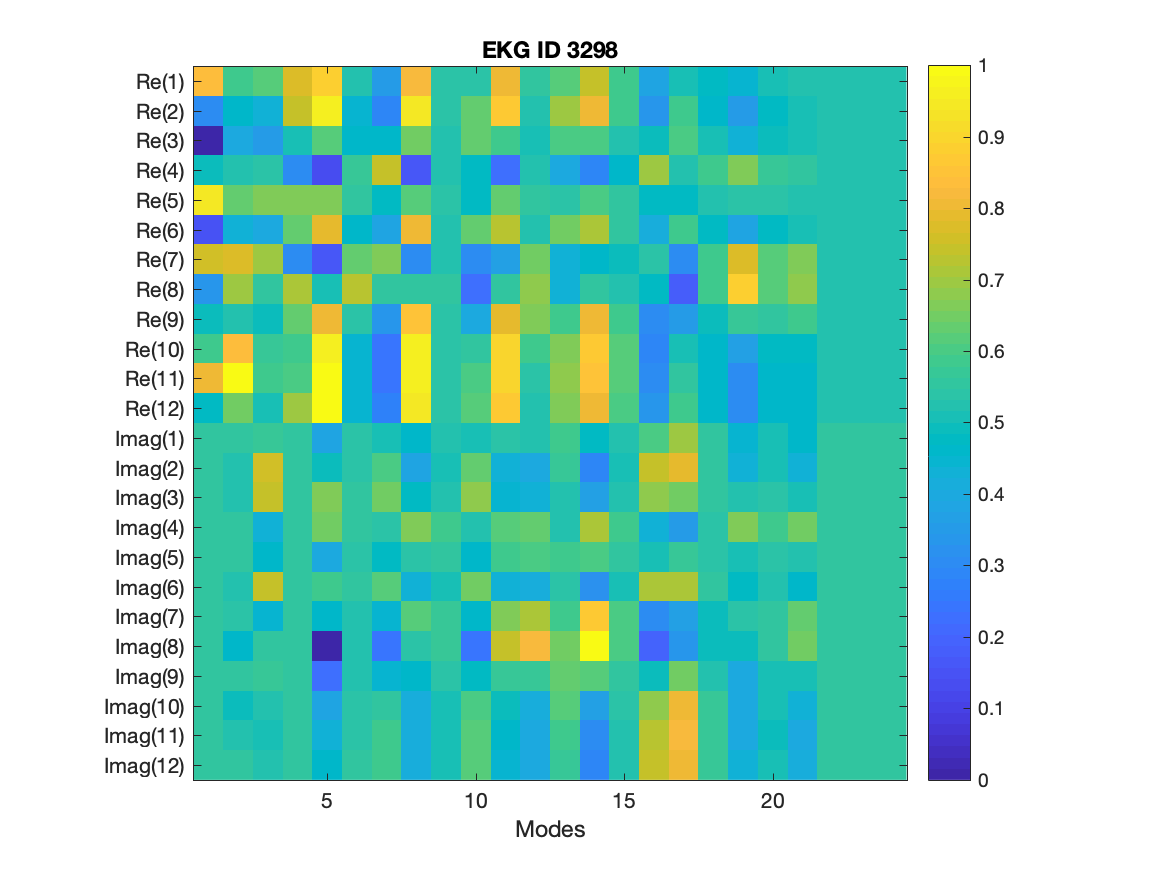 EKG ID 3298
Re(1)
Re(2)
Re(3)
Re(4)
Re(5)
Re(6)
Re(7)
Re(8)
Re(9)
Re(10)
Re(11)
Re(12)
Imag(1)
Imag(2)
Imag(3)
Imag(4)
Imag(5)
Imag(6)
Imag(7)
Imag(8)
Imag(9)
Imag(10)
Imag(11)
Imag(12)
5 10 15 20
Modes
1
0.9
0.8
0.7
0.6
0.5
0.4
0.3
0.2
0.1
0